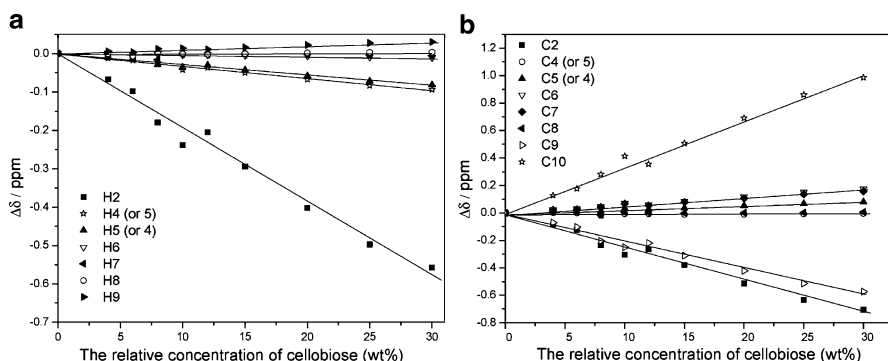 a
0.0
-0.1
-0.2
-0.3
-0.4
-0.5
-0.6
-0.7
Δδ / ppm
H2
H4 (or 5)
H5 (or 4)
H6
H7
H8
H9
0 5 10 15 20 25 30
The relative concentration of cellobiose (wt%)
b
1.2
1.0
0.8
0.6
0.4
0.2
0.0
-0.2
-0.4
-0.6
-0.8
Δδ / ppm
C2
C4 (or 5)
C5 (or 4)
C6
C7
C8
C9
C10
0 5 10 15 20 25 30
The relative concentration of cellobiose (wt%)